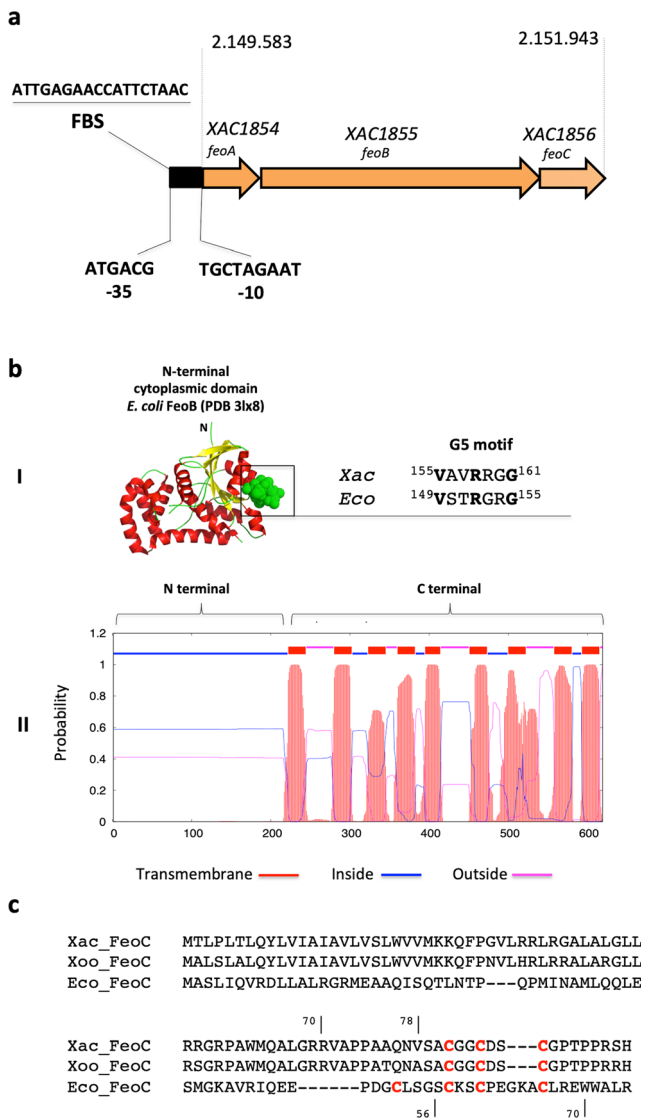 a
2.149.583
2.151.943
ATTGAGAACCATTCTAAC
FBS
XAC1854
feoA
XAC1855
feoB
XAC1856
feoC
ATGACG
-35
TGCTAGAAT
-10
b
N-terminal
cytoplasmic domain
E. coli FeoB (PDB 3lx8)
N
I
G5 motif
Xac 155VAVRRGG161
Eco 149VSTRGRG155
N terminal
C terminal
1.2
1
0.8
0.6
0.4
0.2
0
Probability
II
0 100 200 300 400 500 600
Transmembrane
Inside
Outside
c
Xac_FeoC MTLPLTLQYLVIAIAVLVSLWVVMKKQFPGVLRRLRGALALGLL
Xoo_FeoC MALSLALQYLVIAIAVLVSLWVVMKKQFPNVLHRLRRALARGLL
Eco_FeoC MASLIQVRDLLALRGRMEAAQISQTLNTP---QPMINAMLQQLE
70 78
Xac_FeoC RRGRPAWMQALGRRVAPPAAQNVSACGGCDS---CGPTPPRSH
Xoo_FeoC RSGRPAWMQALGRRVAPPATQNASACGGCDS---CGPTPPRRH
Eco_FeoC SMGKAVRIQEE------PDGCLSGSCKSCPEGKACLREWWALR
56 70